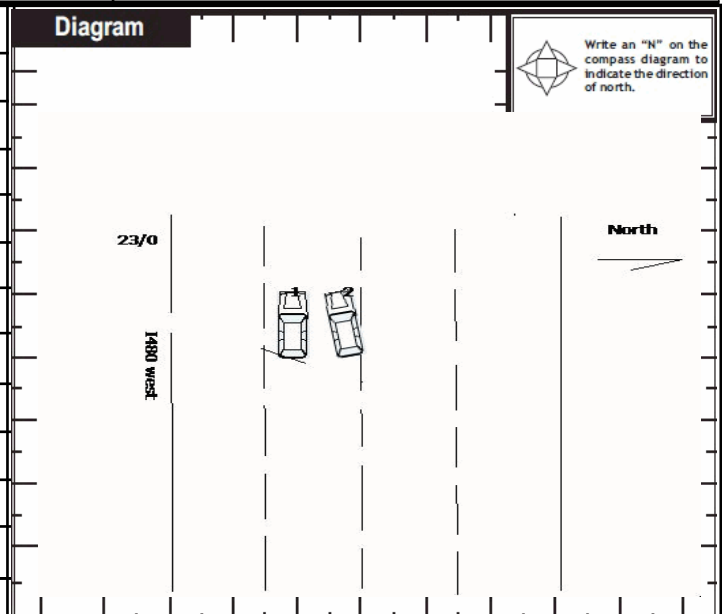 Diagram
Write an “N” on the
compass diagram to
indicate the direction
of north.
North
23/0
1
2
I480 west